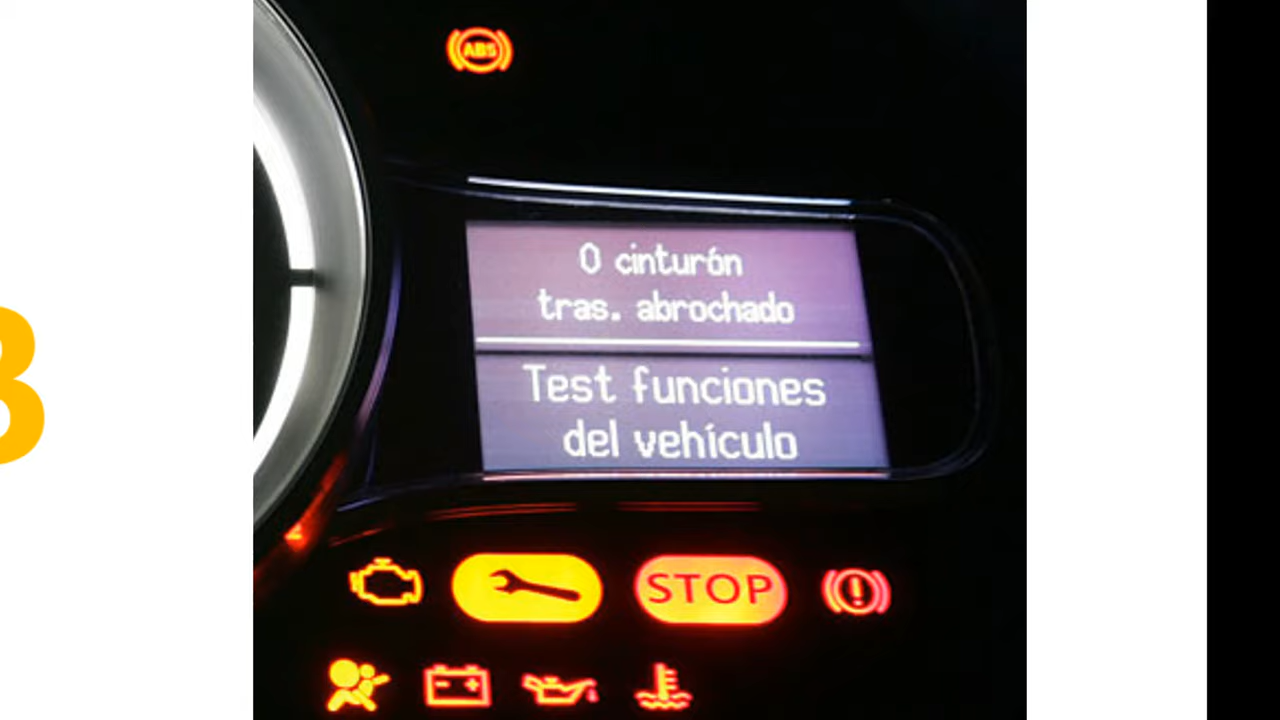 ABS
0 cinturón
tras. abrochado
Test funciones
del vehículo
STOP